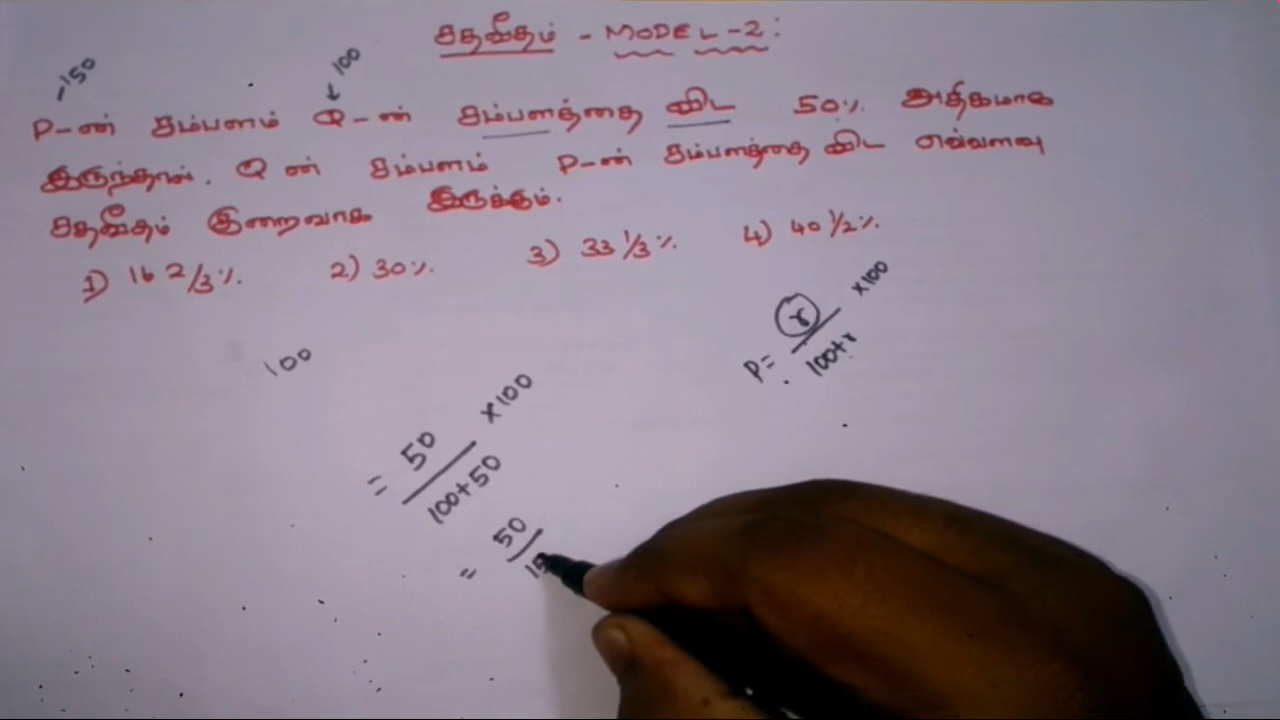 சதவீதம் - MODEL-2:
-150
100
P-ன் சம்பளம் Q-ன் சம்பளத்தை விட 50% அதிகமாக
இருந்தால். Q ன் சம்பளம் P-ன் சம்பளத்தை விட எவ்வளவு
சதவீதம் குறைவாக இருக்கும்.
1) 16 2/3% 2) 30% 3) 33 1/3% 4) 40 1/2%
P= r/100+r ×100
100
= 50/100+50 ×100
= 50/15